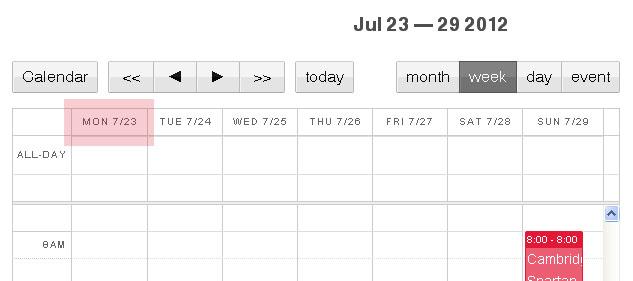 Jul 23 — 29 2012
Calendar << ◄ ► >> today month week day event
MON 7/23 TUE 7/24 WED 7/25 THU 7/26 FRI 7/27 SAT 7/28 SUN 7/29
ALL-DAY
8:00 - 8:00
8AM
Cambrid
Spartan